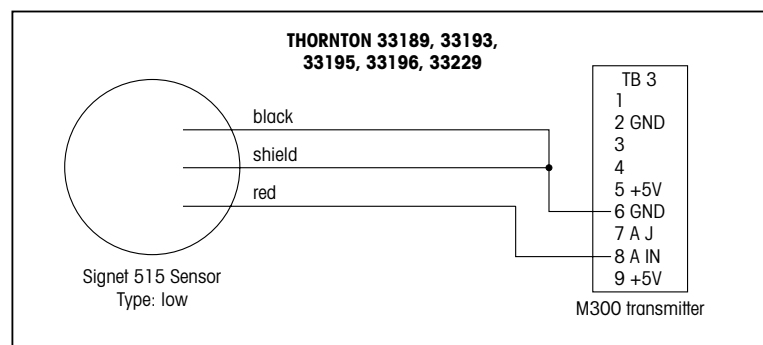 THORNTON 33189, 33193,
33195, 33196, 33229
black
shield
red
Signet 515 Sensor
Type: low
TB 3
1
2 GND
3
4
5 +5V
6 GND
7 A J
8 A IN
9 +5V
M300 transmitter